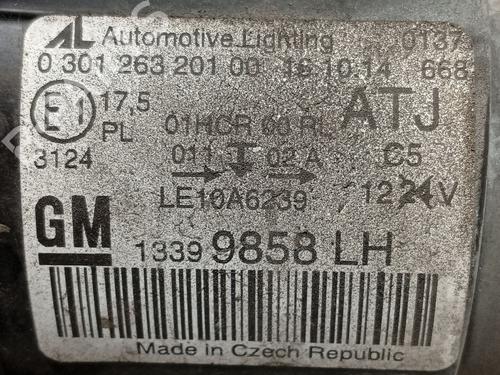 AL Automotive Lighting 0137
0 301 263 201 00 16.10.14 668
E1 17,5 01HCR 00 RL ATJ
PL
3124 011 02 A C5
LE10A6239 12 24V
GM 1339 9858 LH
Made in Czech Republic